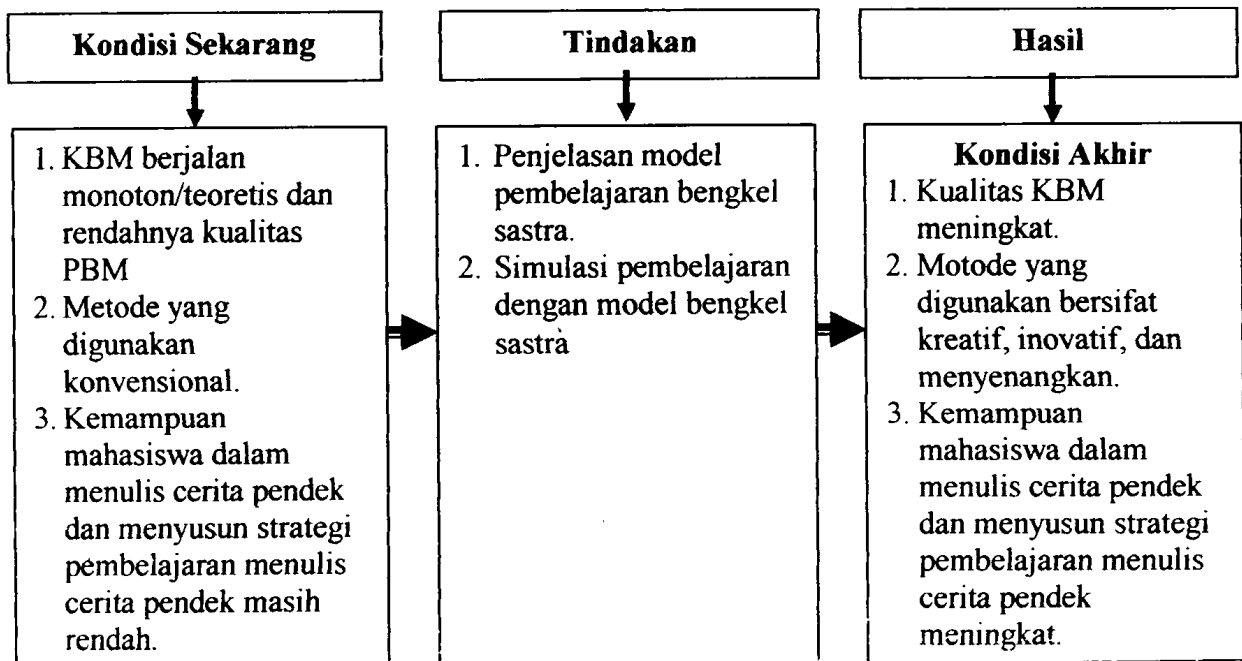 Kondisi Sekarang
1. KBM berjalan
monoton/teoretis dan
rendahnya kualitas
PBM
2. Metode yang
digunakan
konvensional.
3. Kemampuan
mahasiswa dalam
menulis cerita pendek
dan menyusun strategi
pembelajaran menulis
cerita pendek masih
rendah.
Tindakan
1. Penjelasan model
pembelajaran bengkel
sastra.
2. Simulasi pembelajaran
dengan model bengkel
sastra
Hasil
Kondisi Akhir
1. Kualitas KBM
meningkat.
2. Motode yang
digunakan bersifat
kreatif, inovatif, dan
menyenangkan.
3. Kemampuan
mahasiswa dalam
menulis cerita pendek
dan menyusun strategi
pembelajaran menulis
cerita pendek
meningkat.